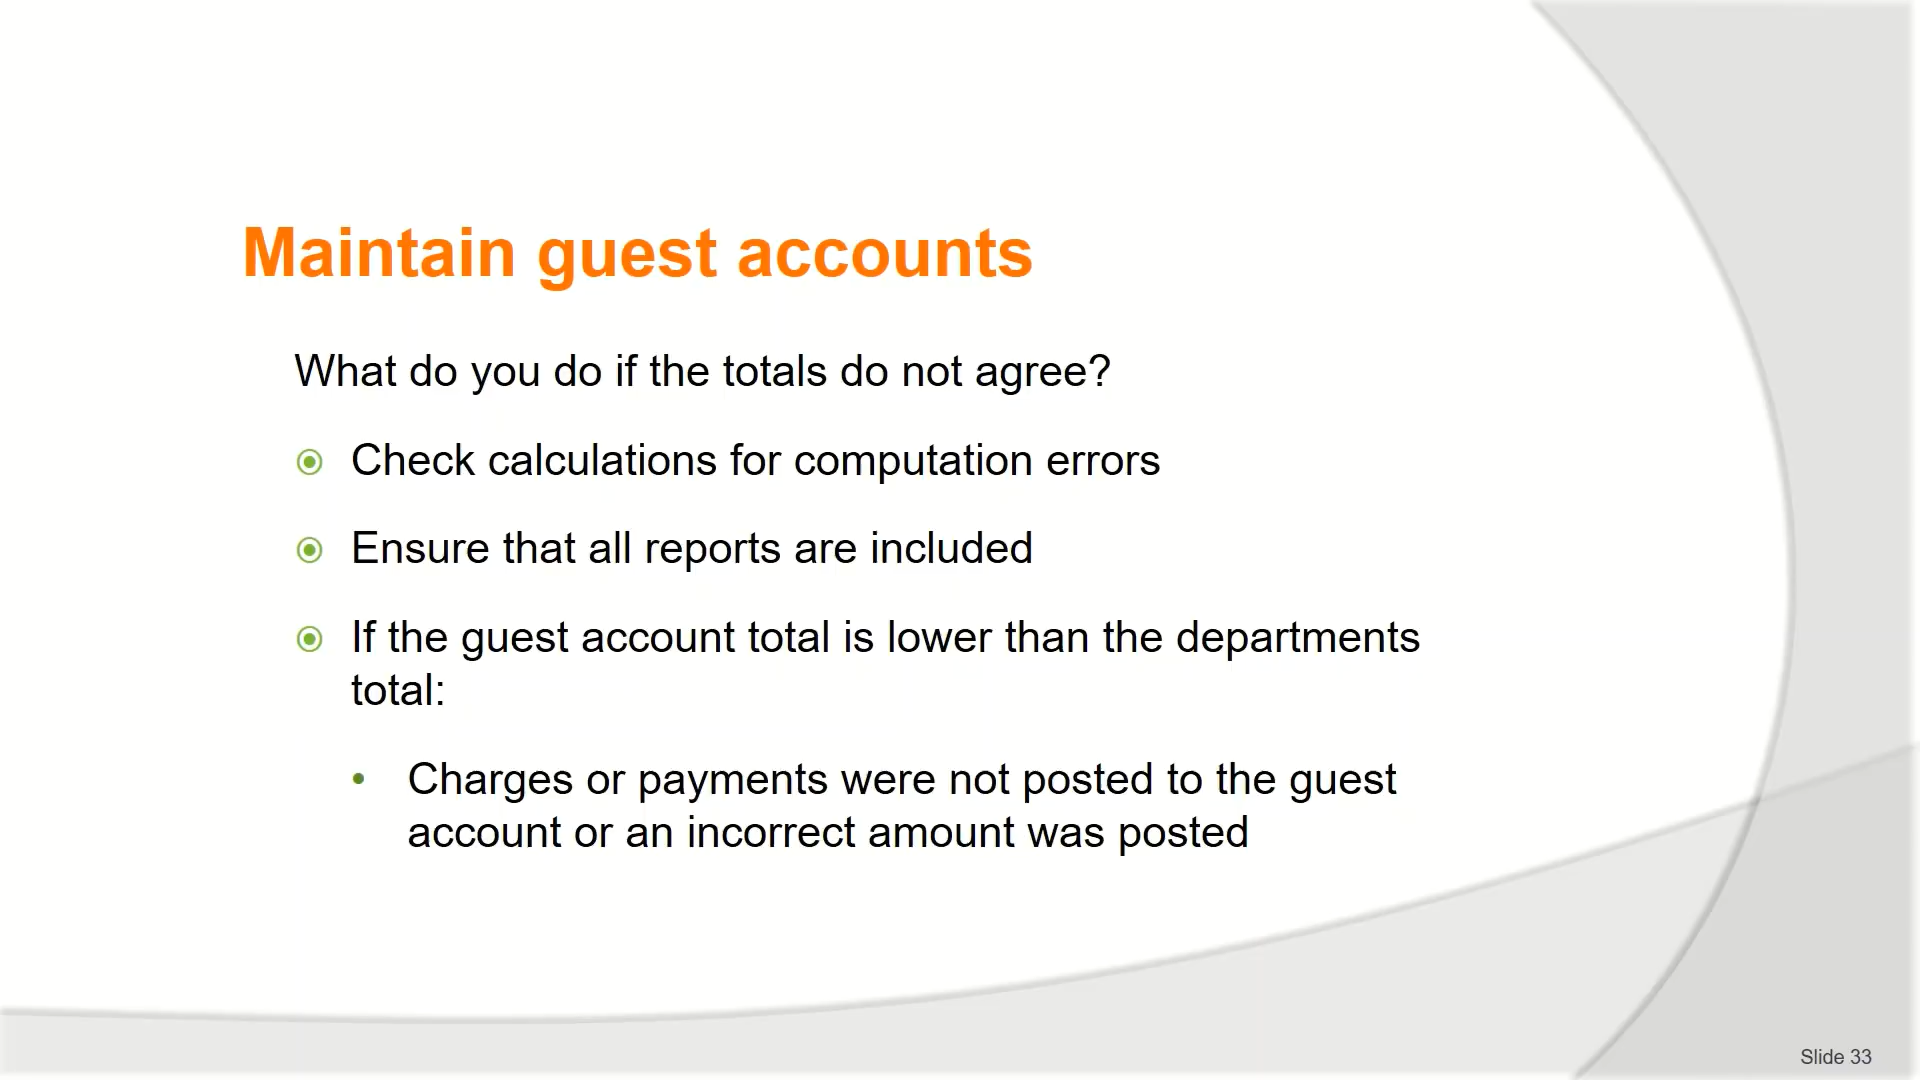 Maintain guest accounts
What do you do if the totals do not agree?
Check calculations for computation errors
Ensure that all reports are included
If the guest account total is lower than the departments
total:
• Charges or payments were not posted to the guest
account or an incorrect amount was posted
Slide 33